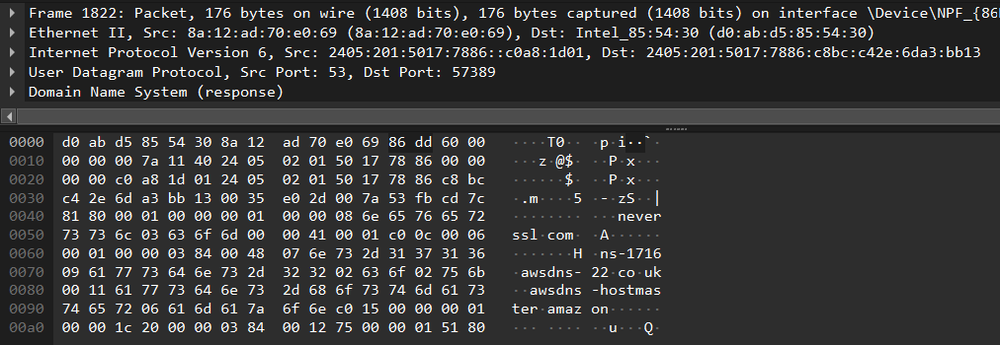 Frame 1822: Packet, 176 bytes on wire (1408 bits), 176 bytes captured (1408 bits) on interface \Device\NPF_{86
Ethernet II, Src: 8a:12:ad:70:e0:69 (8a:12:ad:70:e0:69), Dst: Intel_85:54:30 (d0:ab:d5:85:54:30)
Internet Protocol Version 6, Src: 2405:201:5017:7886::c0a8:1d01, Dst: 2405:201:5017:7886:c8bc:c42e:6da3:bb13
User Datagram Protocol, Src Port: 53, Dst Port: 57389
Domain Name System (response)
0000 d0 ab d5 85 54 30 8a 12 ad 70 e0 69 86 dd 60 00 ····T0·· ·p·i··`·
0010 00 00 00 7a 11 40 24 05 02 01 50 17 78 86 00 00 ···z·@$· ··P·x···
0020 00 00 c0 a8 1d 01 24 05 02 01 50 17 78 86 c8 bc ······$· ··P·x···
0030 c4 2e 6d a3 bb 13 00 35 e0 2d 00 7a 53 fb cd 7c ·.m····5 ·-·zS··|
0040 81 80 00 01 00 00 00 01 00 00 08 6e 65 76 65 72 ········ ···never
0050 73 73 6c 03 63 6f 6d 00 00 41 00 01 c0 0c 00 06 ssl·com· ·A······
0060 00 01 00 00 03 84 00 48 07 6e 73 2d 31 37 31 36 ·······H ·ns-1716
0070 09 61 77 73 64 6e 73 2d 32 32 02 63 6f 02 75 6b ·awsdns- 22·co·uk
0080 00 11 61 77 73 64 6e 73 2d 68 6f 73 74 6d 61 73 ··awsdns -hostmas
0090 74 65 72 06 61 6d 61 7a 6f 6e c0 15 00 00 00 01 ter·amaz on······
00a0 00 00 1c 20 00 00 03 84 00 12 75 00 00 01 51 80 ··· ···· ··u···Q·